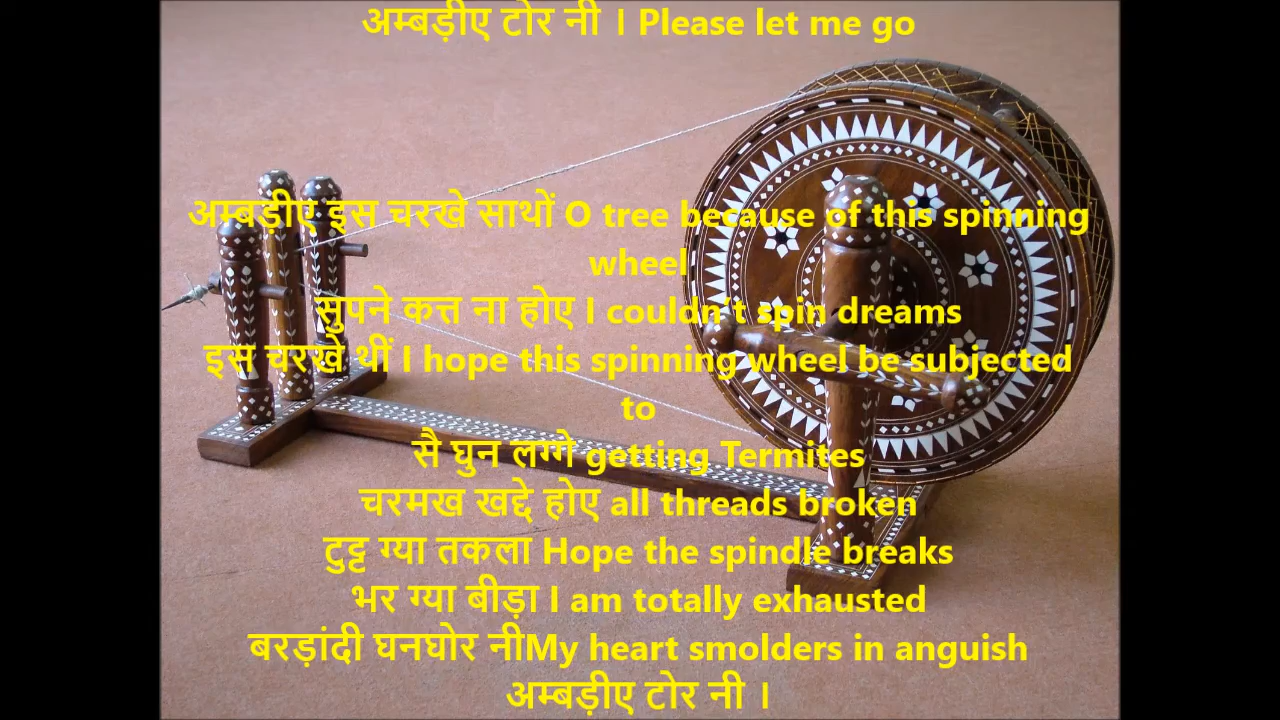 अम्बड़ीए टोर नी । Please let me go
अम्बड़ीए इस चरखे साथों O tree because of this spinning
wheel
सुपने कत्त ना होए I couldn't spin dreams
इस चरखे थीं I hope this spinning wheel be subjected
to
सै घुन लग्गे getting Termites
चरमख खद्दे होए all threads broken
टुट्ट ग्या तकला Hope the spindle breaks
भर ग्या बीड़ा I am totally exhausted
बरड़ांदी घनघोर नीMy heart smolders in anguish
अम्बड़ीए टोर नी ।